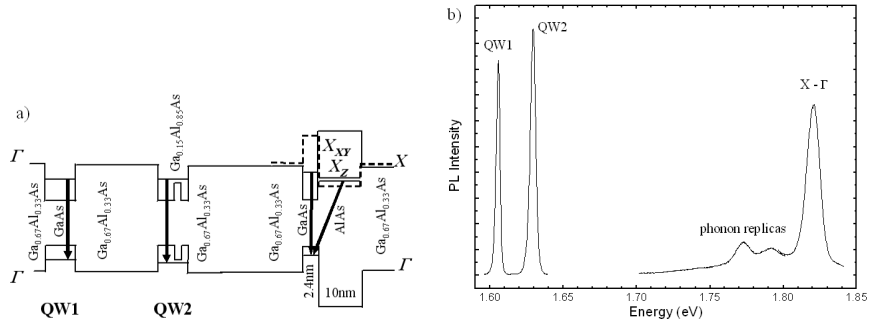 a)
Γ
Γ
Ga0.67Al0.33As
GaAs
Ga0.67Al0.33As
Ga0.15Al0.85As
Ga0.67Al0.33As
Ga0.67Al0.33As
GaAs
AlAs
Ga0.67Al0.33As
XXY
XZ
X
Γ
2.4nm
10nm
QW1
QW2
b)
QW1
QW2
X - Γ
phonon replicas
PL Intensity
1.60
1.65
1.70
1.75
1.80
1.85
Energy (eV)